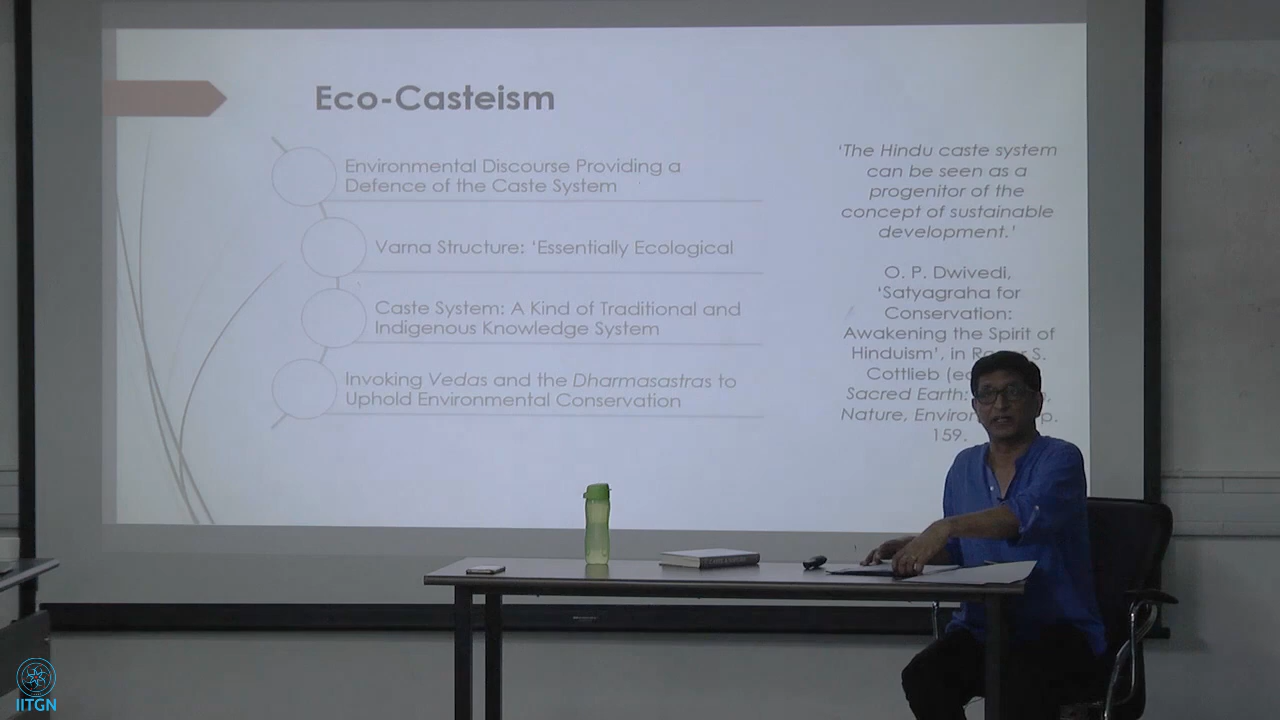 Eco-Casteism
Environmental Discourse Providing a
Defence of the Caste System
Varna Structure: ‘Essentially Ecological
Caste System: A Kind of Traditional and
Indigenous Knowledge System
Invoking Vedas and the Dharmasastras to
Uphold Environmental Conservation
‘The Hindu caste system
can be seen as a
progenitor of the
concept of sustainable
development.’
O. P. Dwivedi,
‘Satyagraha for
Conservation:
Awakening the Spirit of
Hinduism’, in S.
Cottlieb
Sacred Earth:
Nature, p.
159.
IITGN